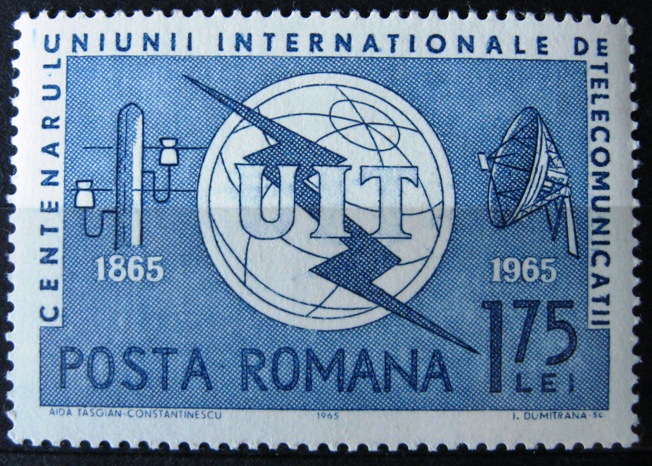 CENTENARUL UNIUNII INTERNATIONALE DE TELECOMUNICATII
UIT
1865
1965
POSTA ROMANA
1 75
LEI
AIDA TASGIAN-CONSTANTINESCU
1965
I. DUMITRANA-SC